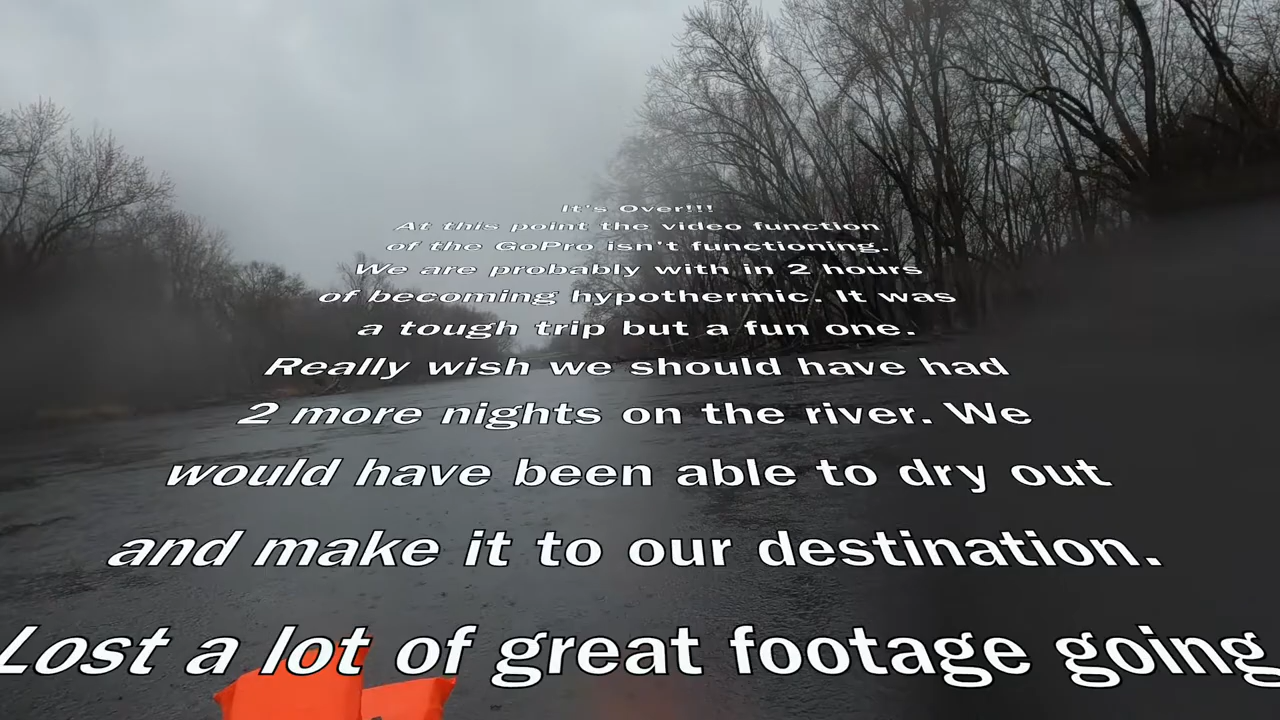 It's Over!!!
At this point the video function
of the GoPro isn't functioning.
We are probably with in 2 hours
of becoming hypothermic. It was
a tough trip but a fun one.
Really wish we should have had
2 more nights on the river. We
would have been able to dry out
and make it to our destination.
Lost a lot of great footage going